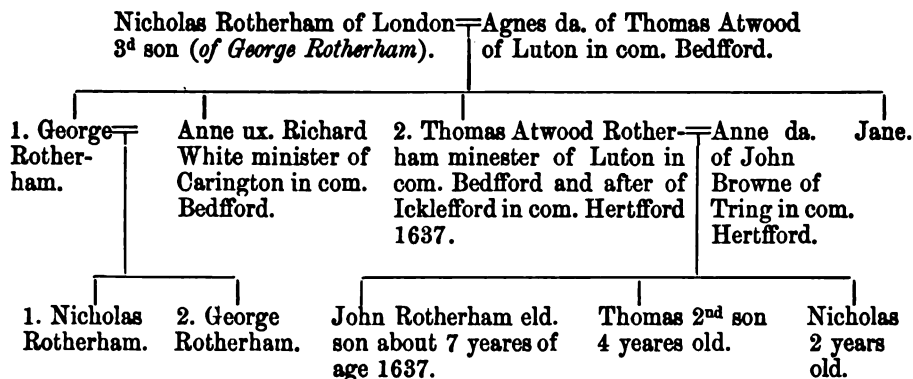 Nicholas Rotherham of London
3d son (of George Rotherham).
Agnes da. of Thomas Atwood
of Luton in com. Bedfford.
1. George
Rother-
ham.
Anne ux. Richard
White minister of
Carington in com.
Bedfford.
2. Thomas Atwood Rother-
ham minester of Luton in
com. Bedfford and after of
Icklefford in com. Hertfford
1637.
Anne da.
of John
Browne of
Tring in com.
Hertfford.
Jane.
1. Nicholas
Rotherham.
2. George
Rotherham.
John Rotherham eld.
son about 7 yeares of
age 1637.
Thomas 2nd son
4 yeares old.
Nicholas
2 years
old.